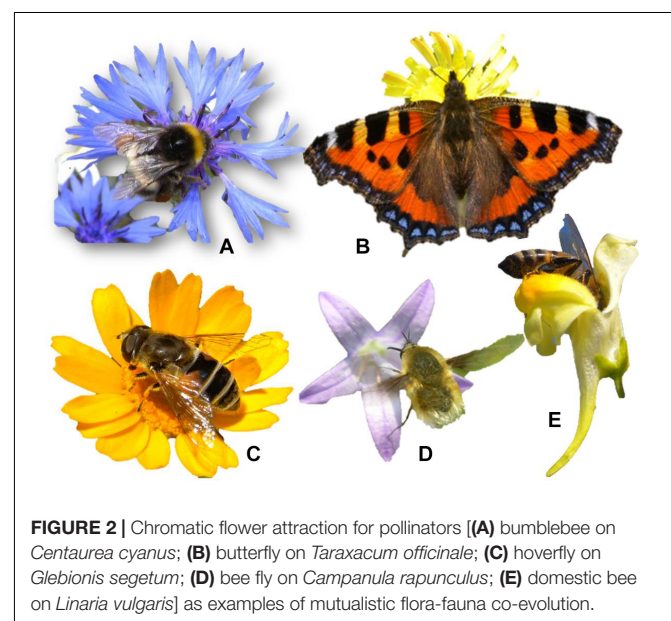 A
B
C
D
E
FIGURE 2 | Chromatic flower attraction for pollinators [(A) bumblebee on
Centaurea cyanus; (B) butterfly on Taraxacum officinale; (C) hoverfly on
Glebionis segetum; (D) bee fly on Campanula rapunculus; (E) domestic bee
on Linaria vulgaris] as examples of mutualistic flora-fauna co-evolution.